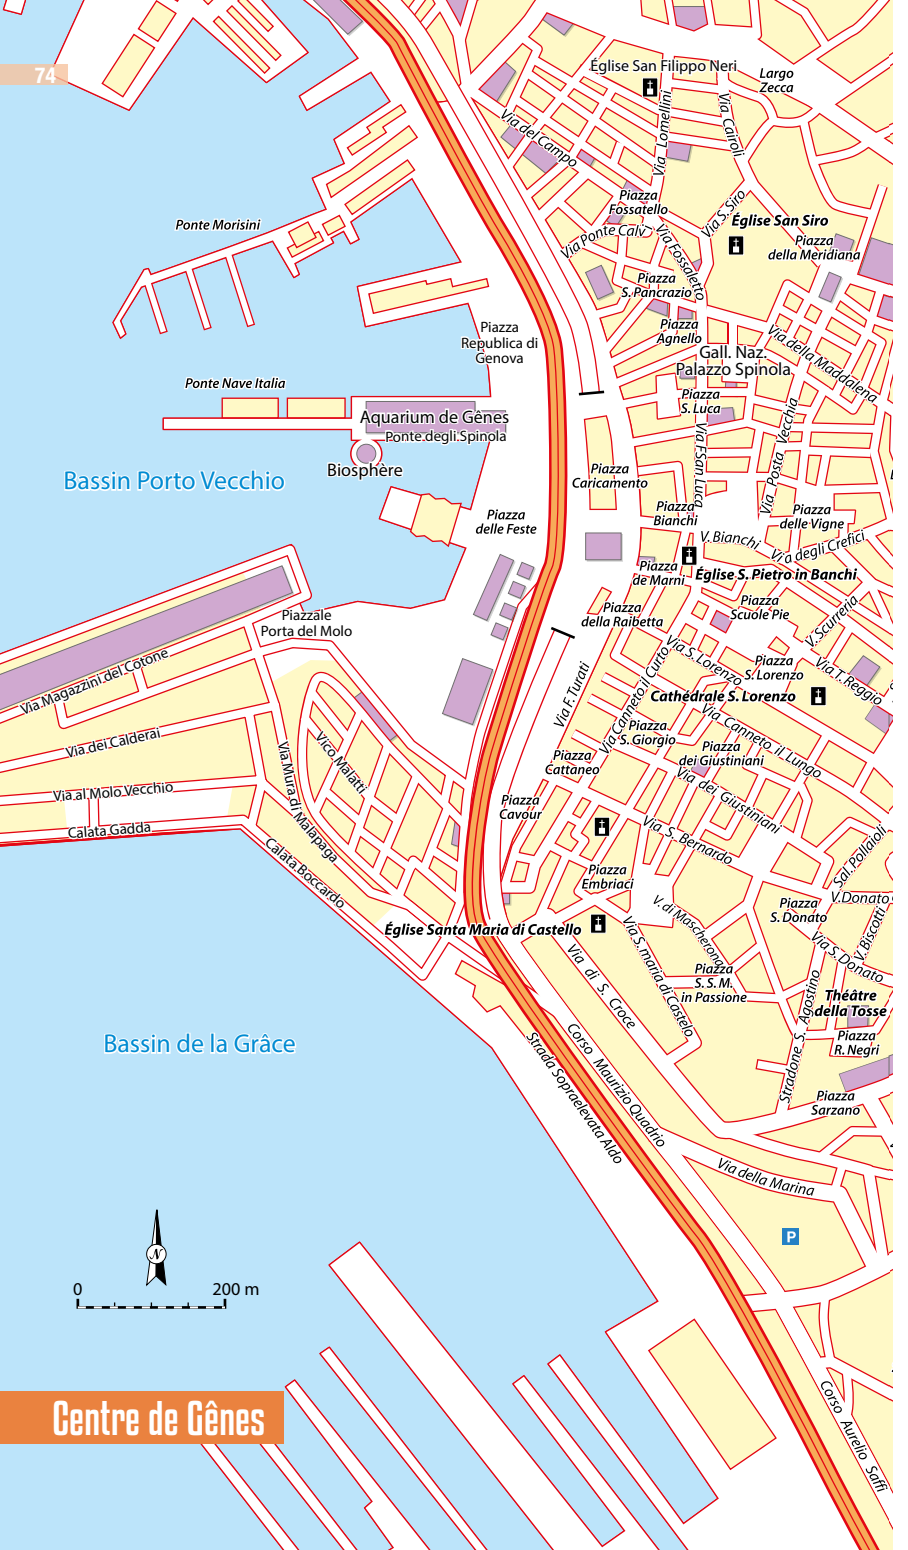 74
Église San Filippo Neri
Largo
Zecca
Via del Campo
Via Lomellini
Via Cairoli
Piazza
Fossatello
Via S. Siro
Église San Siro
Ponte Morisini
Via Ponte Calv
Via Fossaletto
Piazza
della Meridiana
Piazza
S. Pancrazio
Piazza
Republica di
Genova
Piazza
Agnello
Gall. Naz.
Palazzo Spinola
Via della Maddalena
Ponte Nave Italia
Piazza
S. Luca
Aquarium de Gênes
Ponte degli Spinola
Via F.San Luca
Via Posta Vecchia
Biosphère
Bassin Porto Vecchio
Piazza
Caricamento
Piazza
delle Feste
Piazza
Bianchi
Piazza
delle Vigne
V. Bianchi
Via degli Crefici
Piazza
de Marni
Église S. Pietro in Banchi
Piazzale
Porta del Molo
Piazza
della Raibetta
Piazza
Scuole Pie
V. Scurreria
Via Magazzini del Cotone
Via S. Lorenzo
Piazza
S. Lorenzo
Via T. Reggio
Via F. Turati
Via Canneto il Curto
Cathédrale S. Lorenzo
Via dei Calderai
Piazza
S. Giorgio
Via Canneto il Lungo
Via Mura di Malapaga
V.co Malatti
Piazza
Cattaneo
Piazza
dei Giustiniani
Via dei Giustiniani
Via al Molo Vecchio
Piazza
Cavour
Calata Gadda
Via S. Bernardo
Sal. Pollaioli
Calata Boccardo
Piazza
Embriaci
V. di Mascherona
Piazza
S. Donato
V. Donato
V. Biscotti
Église Santa Maria di Castello
Via S. maria di Castelo
Via S. Donato
Via di S. Croce
Piazza
S. S. M.
in Passione
Théâtre
della Tosse
Stradone S. Agostino
Bassin de la Grâce
Piazza
R. Negri
Strada Sopraelevata Aldo
Corso Maurizio Quadrio
Piazza
Sarzano
Via della Marina
P
N
0
200 m
Centre de Gênes
Corso Aurelio Saffi